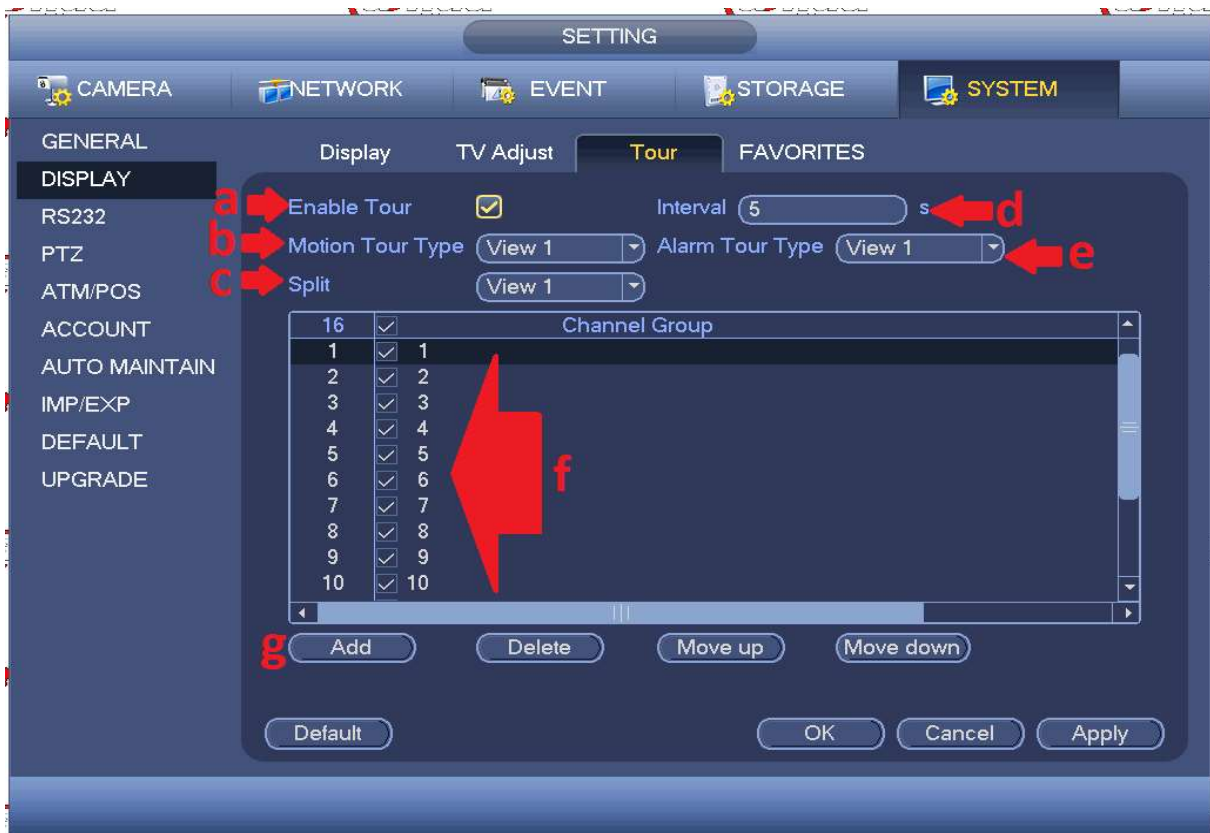 SETTING
CAMERA NETWORK EVENT STORAGE SYSTEM
GENERAL
DISPLAY
RS232
PTZ
ATM/POS
ACCOUNT
AUTO MAINTAIN
IMP/EXP
DEFAULT
UPGRADE
Display TV Adjust Tour FAVORITES
a Enable Tour Interval 5 s d
b Motion Tour Type View 1 Alarm Tour Type View 1 e
c Split View 1
16 Channel Group
1 1
2 2
3 3
4 4
5 5
6 6 f
7 7
8 8
9 9
10 10
g Add Delete Move up Move down
Default OK Cancel Apply